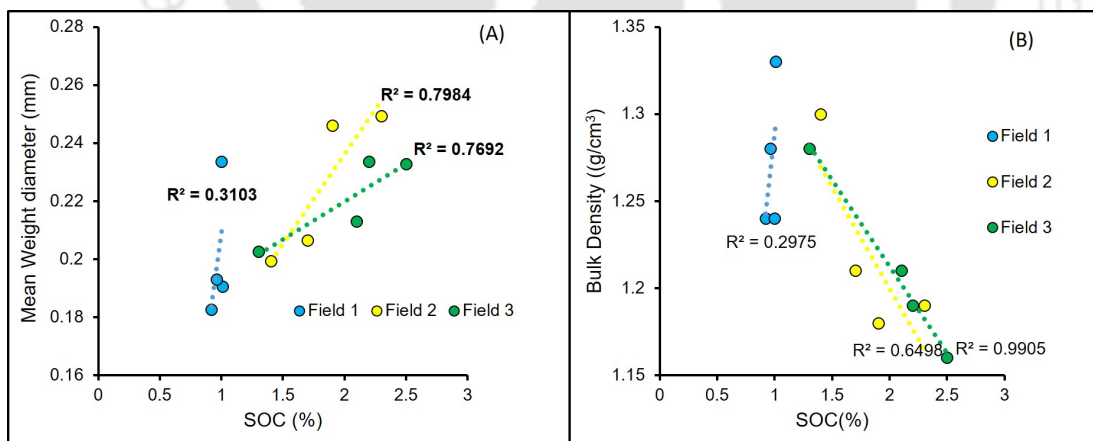 (A)
Mean Weight diameter (mm)
0.28
0.26
0.24
0.22
0.2
0.18
0.16
R² = 0.7984
R² = 0.7692
R² = 0.3103
Field 1 Field 2 Field 3
0 0.5 1 1.5 2 2.5 3
SOC (%)
(B)
Bulk Density ((g/cm³)
1.35
1.3
1.25
1.2
1.15
Field 1
Field 2
Field 3
R² = 0.2975
R² = 0.6498
R² = 0.9905
0 0.5 1 1.5 2 2.5 3
SOC(%)